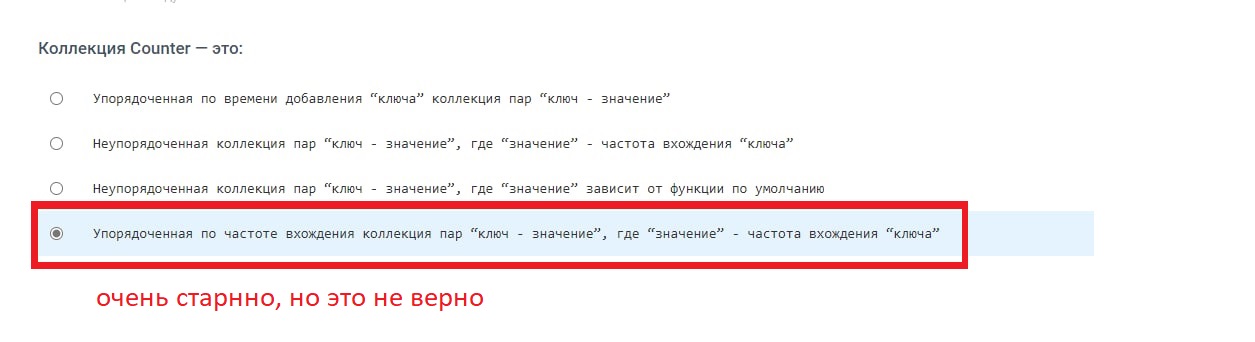 Коллекция Counter — это:
Упорядоченная по времени добавления “ключа” коллекция пар “ключ - значение”
Неупорядоченная коллекция пар “ключ - значение”, где “значение” - частота вхождения “ключа”
Неупорядоченная коллекция пар “ключ - значение”, где “значение” зависит от функции по умолчанию
Упорядоченная по частоте вхождения коллекция пар “ключ - значение”, где “значение” - частота вхождения “ключа”
очень старнно, но это не верно